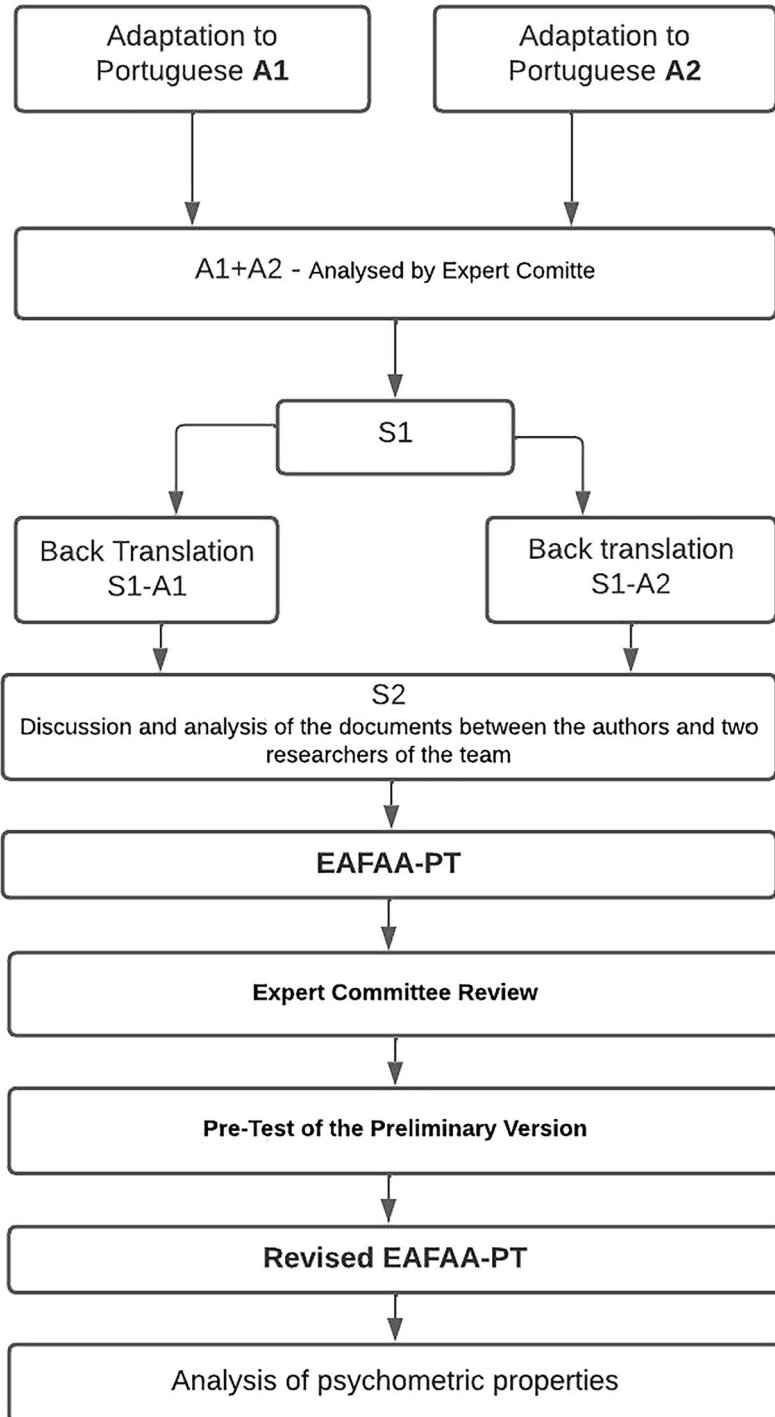 Adaptation to
Portuguese A1
Adaptation to
Portuguese A2
A1+A2 - Analysed by Expert Comitte
S1
Back Translation
S1-A1
Back translation
S1-A2
S2
Discussion and analysis of the documents between the authors and two
researchers of the team
EAFAA-PT
Expert Committee Review
Pre-Test of the Preliminary Version
Revised EAFAA-PT
Analysis of psychometric properties